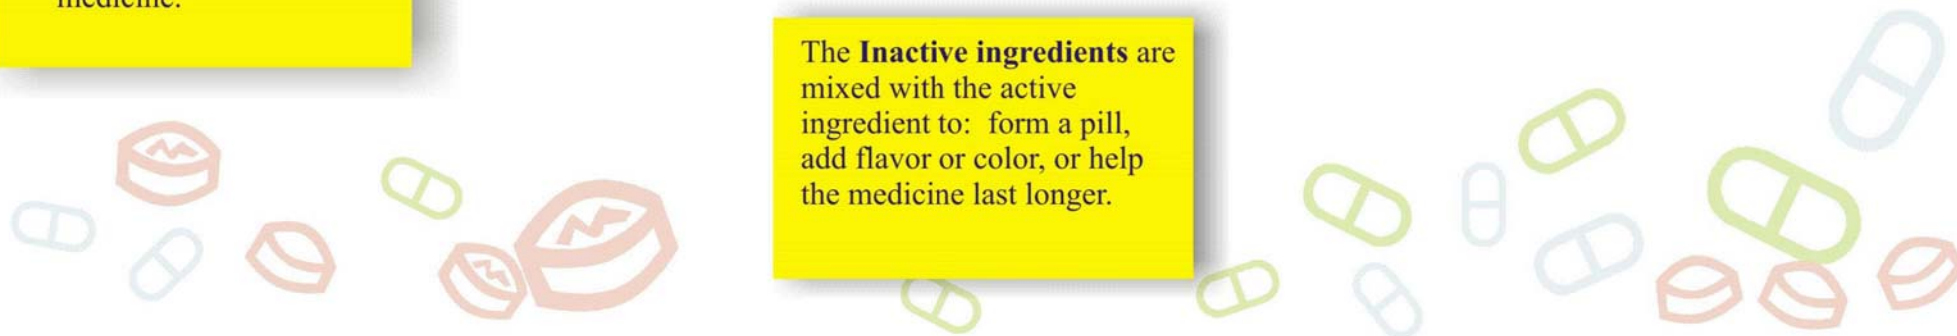 medicine.
The Inactive ingredients are
mixed with the active
ingredient to:  form a pill,
add flavor or color, or help
the medicine last longer.